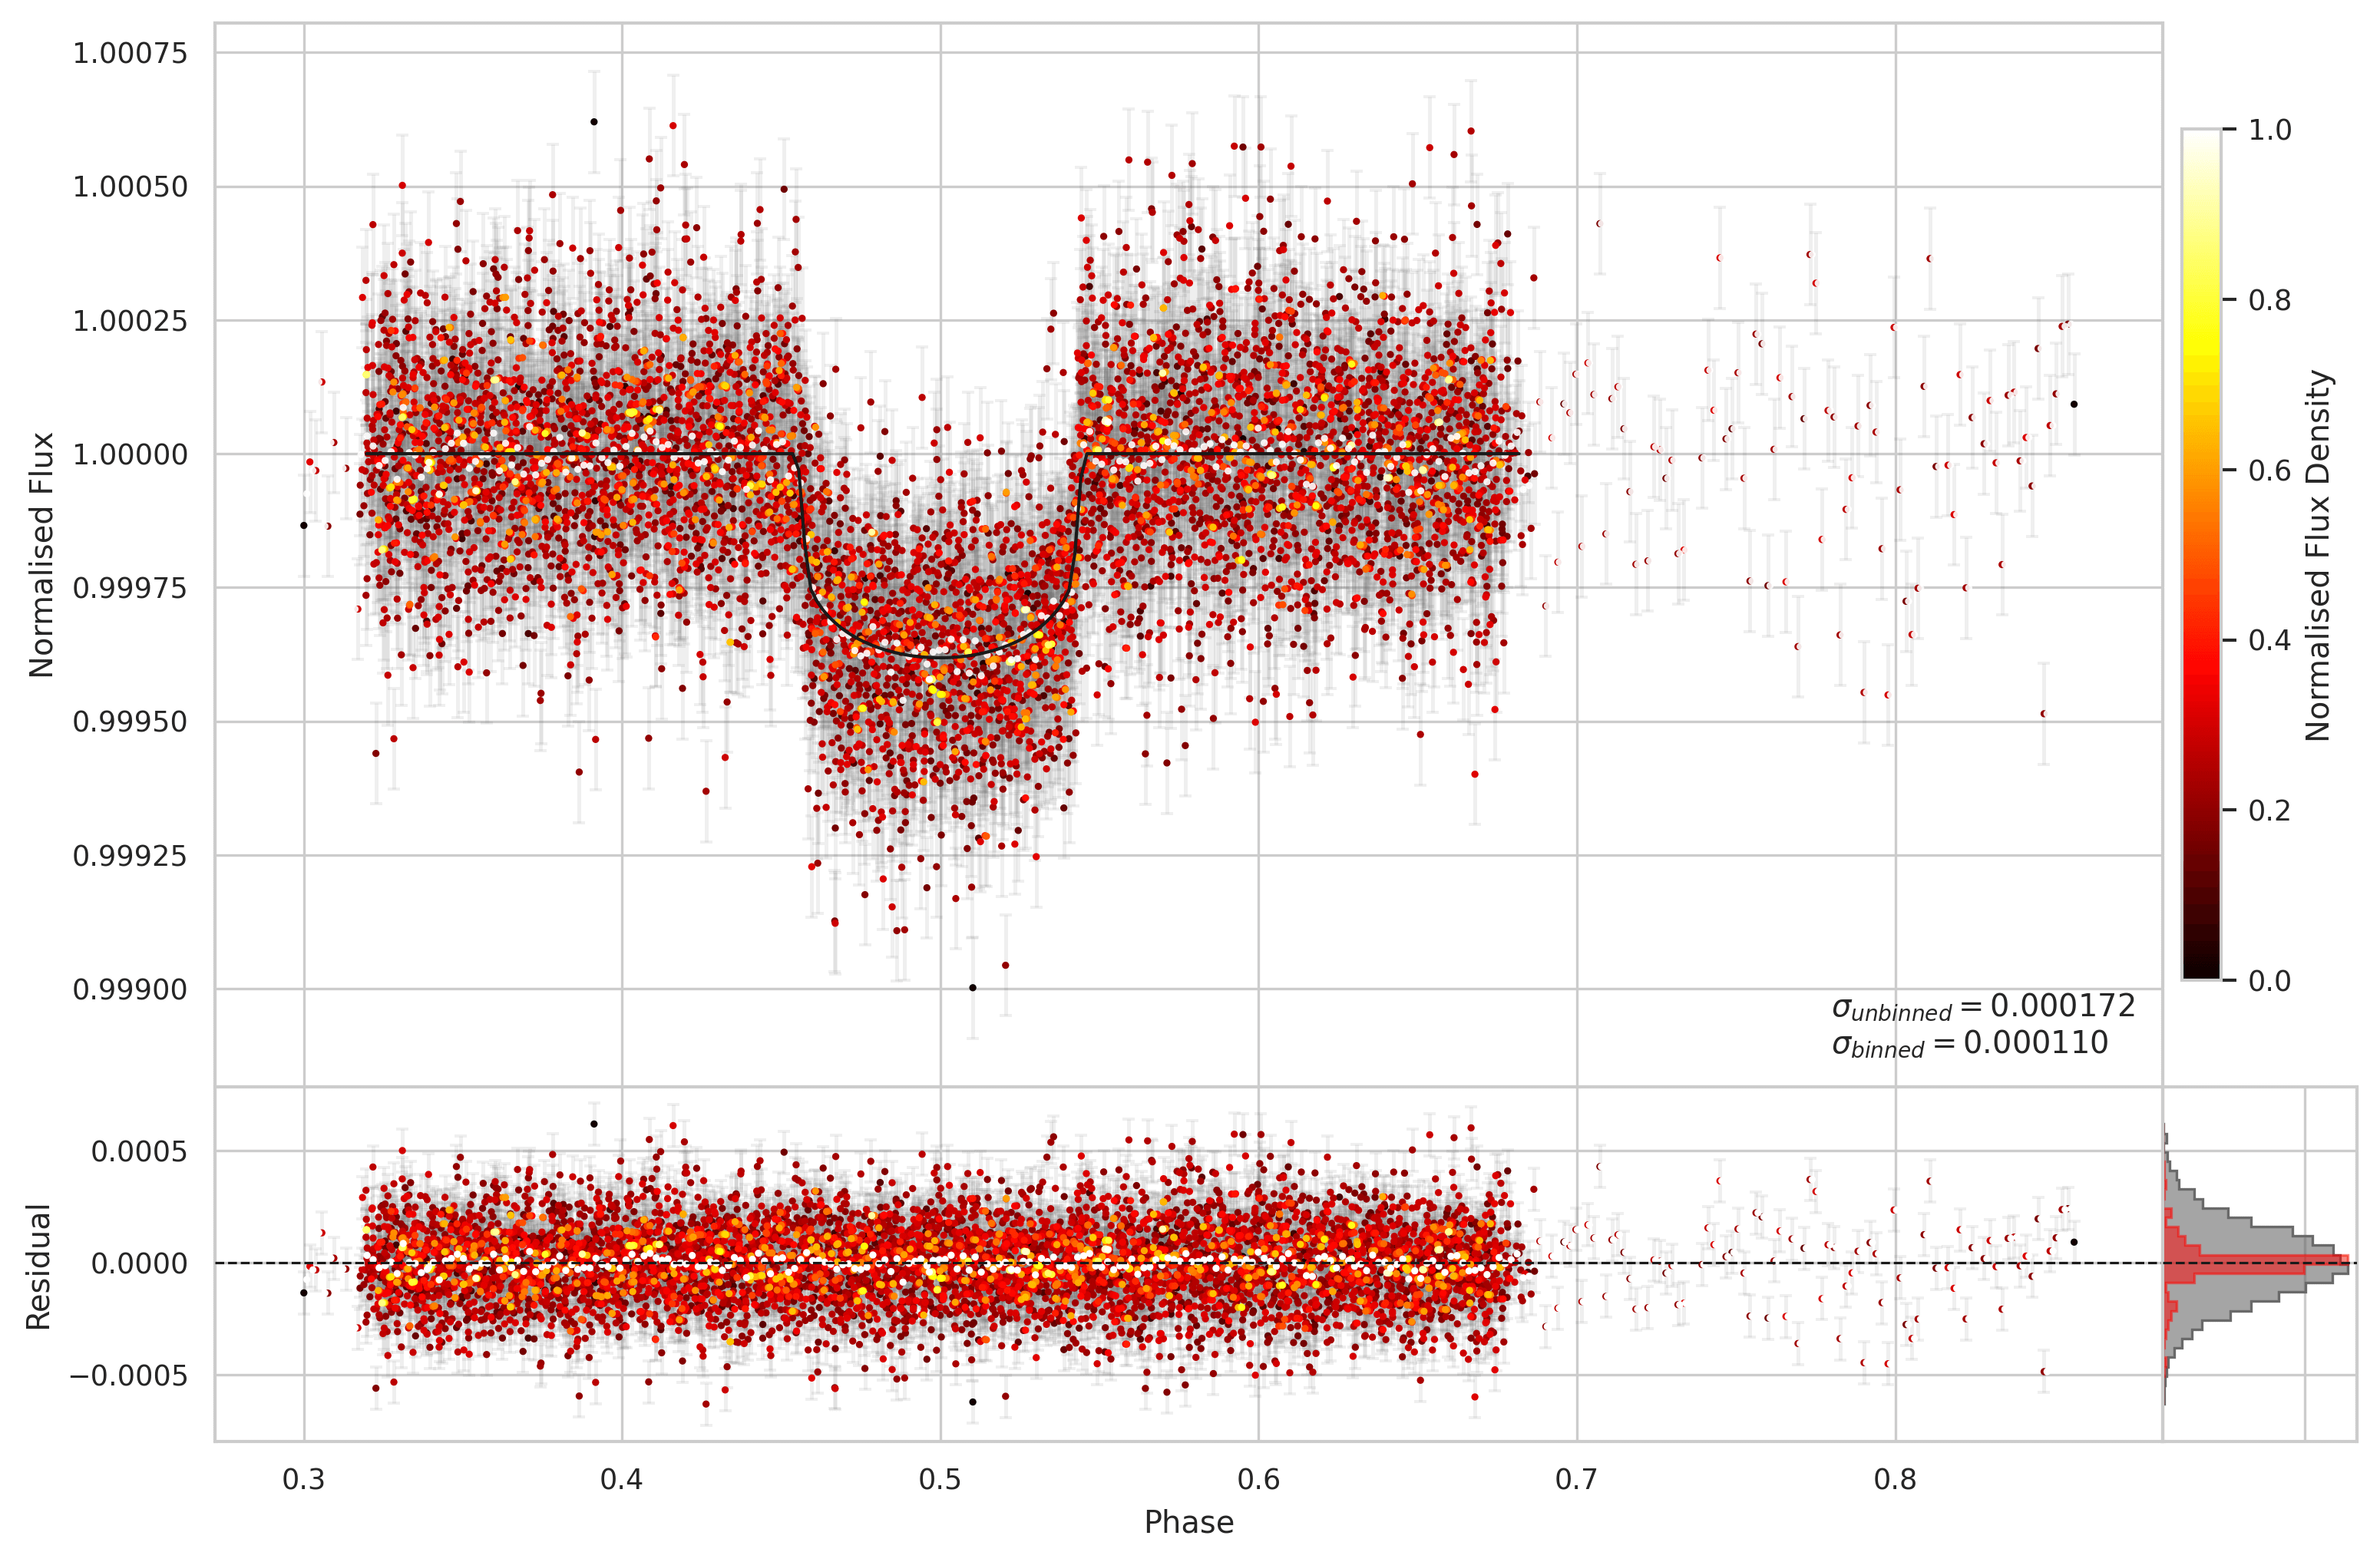 1.00075
1.00050
1.00025
1.00000
0.99975
0.99950
0.99925
0.99900
Normalised Flux
σunbinned = 0.000172
σbinned = 0.000110
1.0
0.8
0.6
0.4
0.2
0.0
Normalised Flux Density
0.0005
0.0000
−0.0005
Residual
0.3 0.4 0.5 0.6 0.7 0.8
Phase